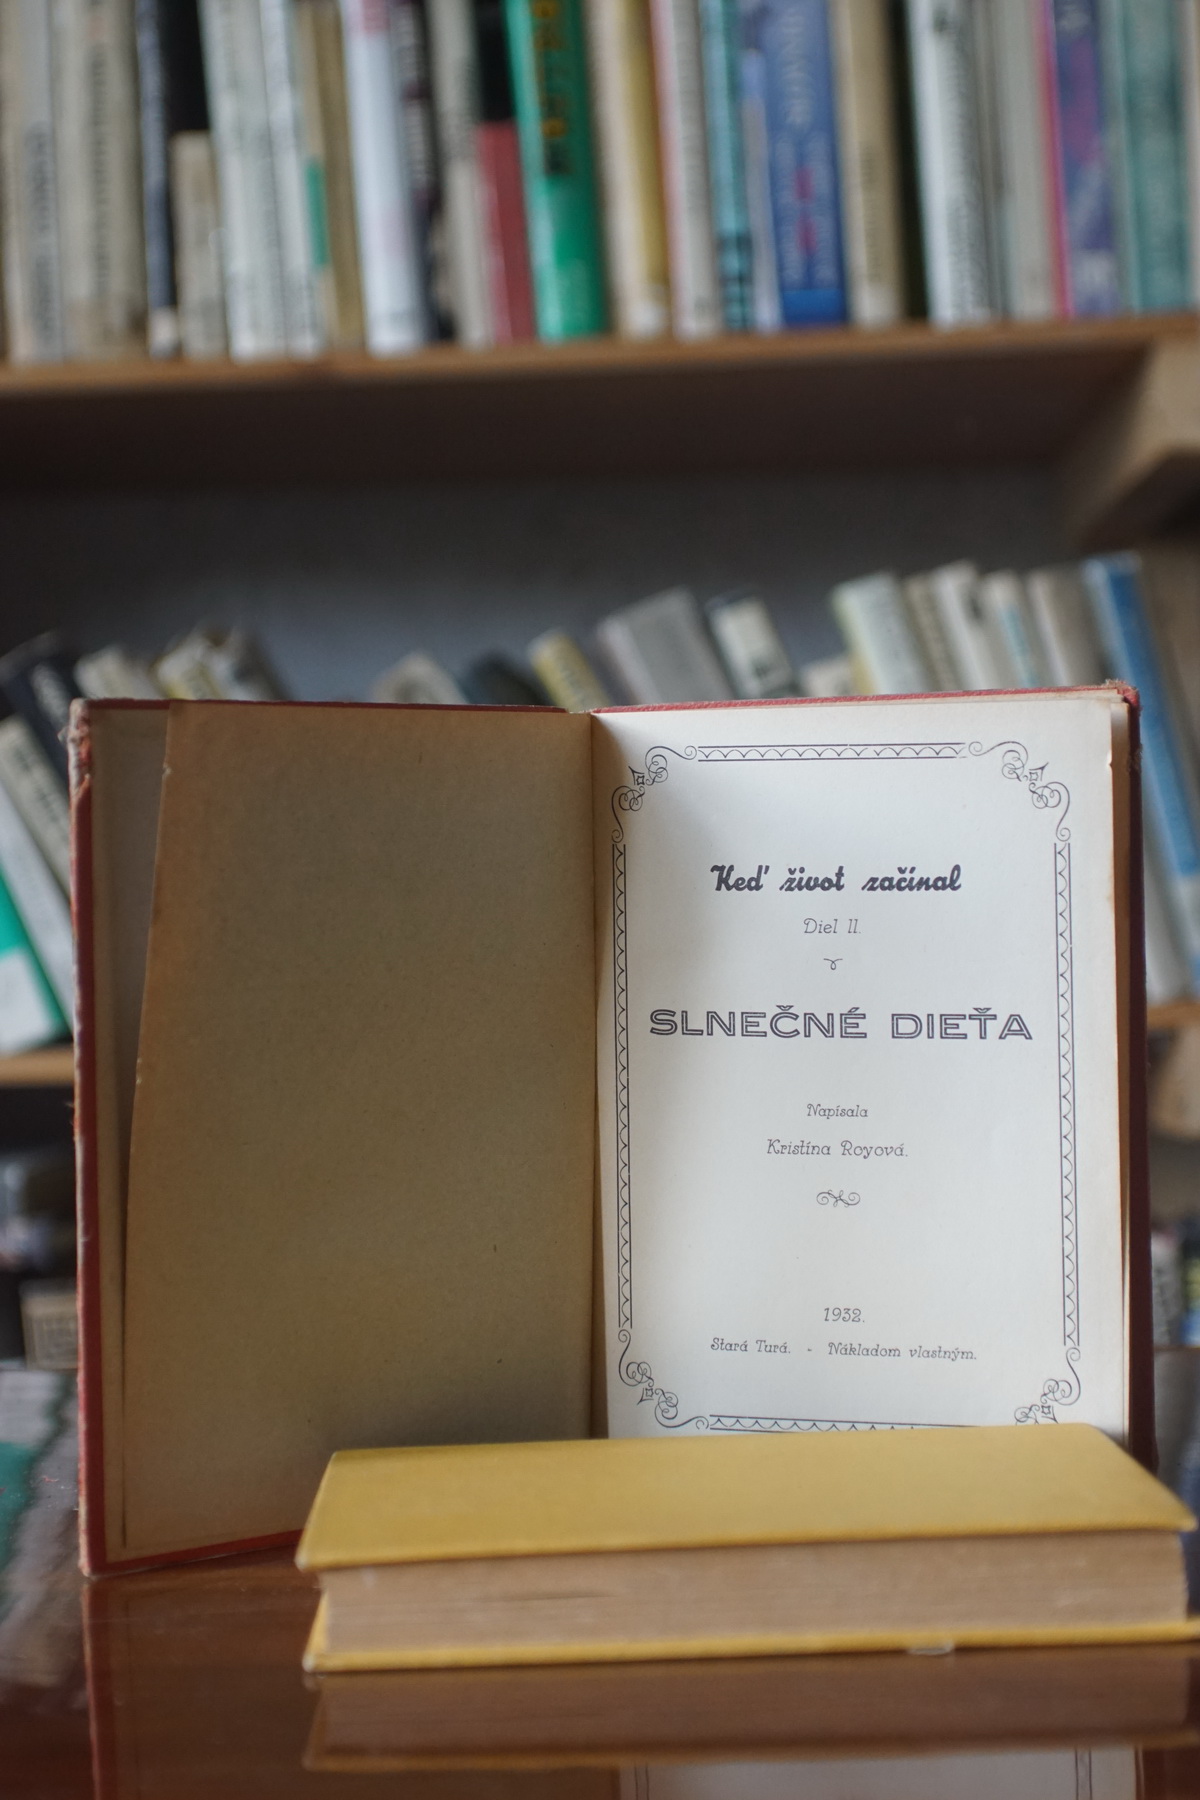 Keď život začínal
Diel II.
SLNEČNÉ DIEŤA
Napísala
Kristína Royová.
1932.
Stará Turá. - Nákladom vlastným.